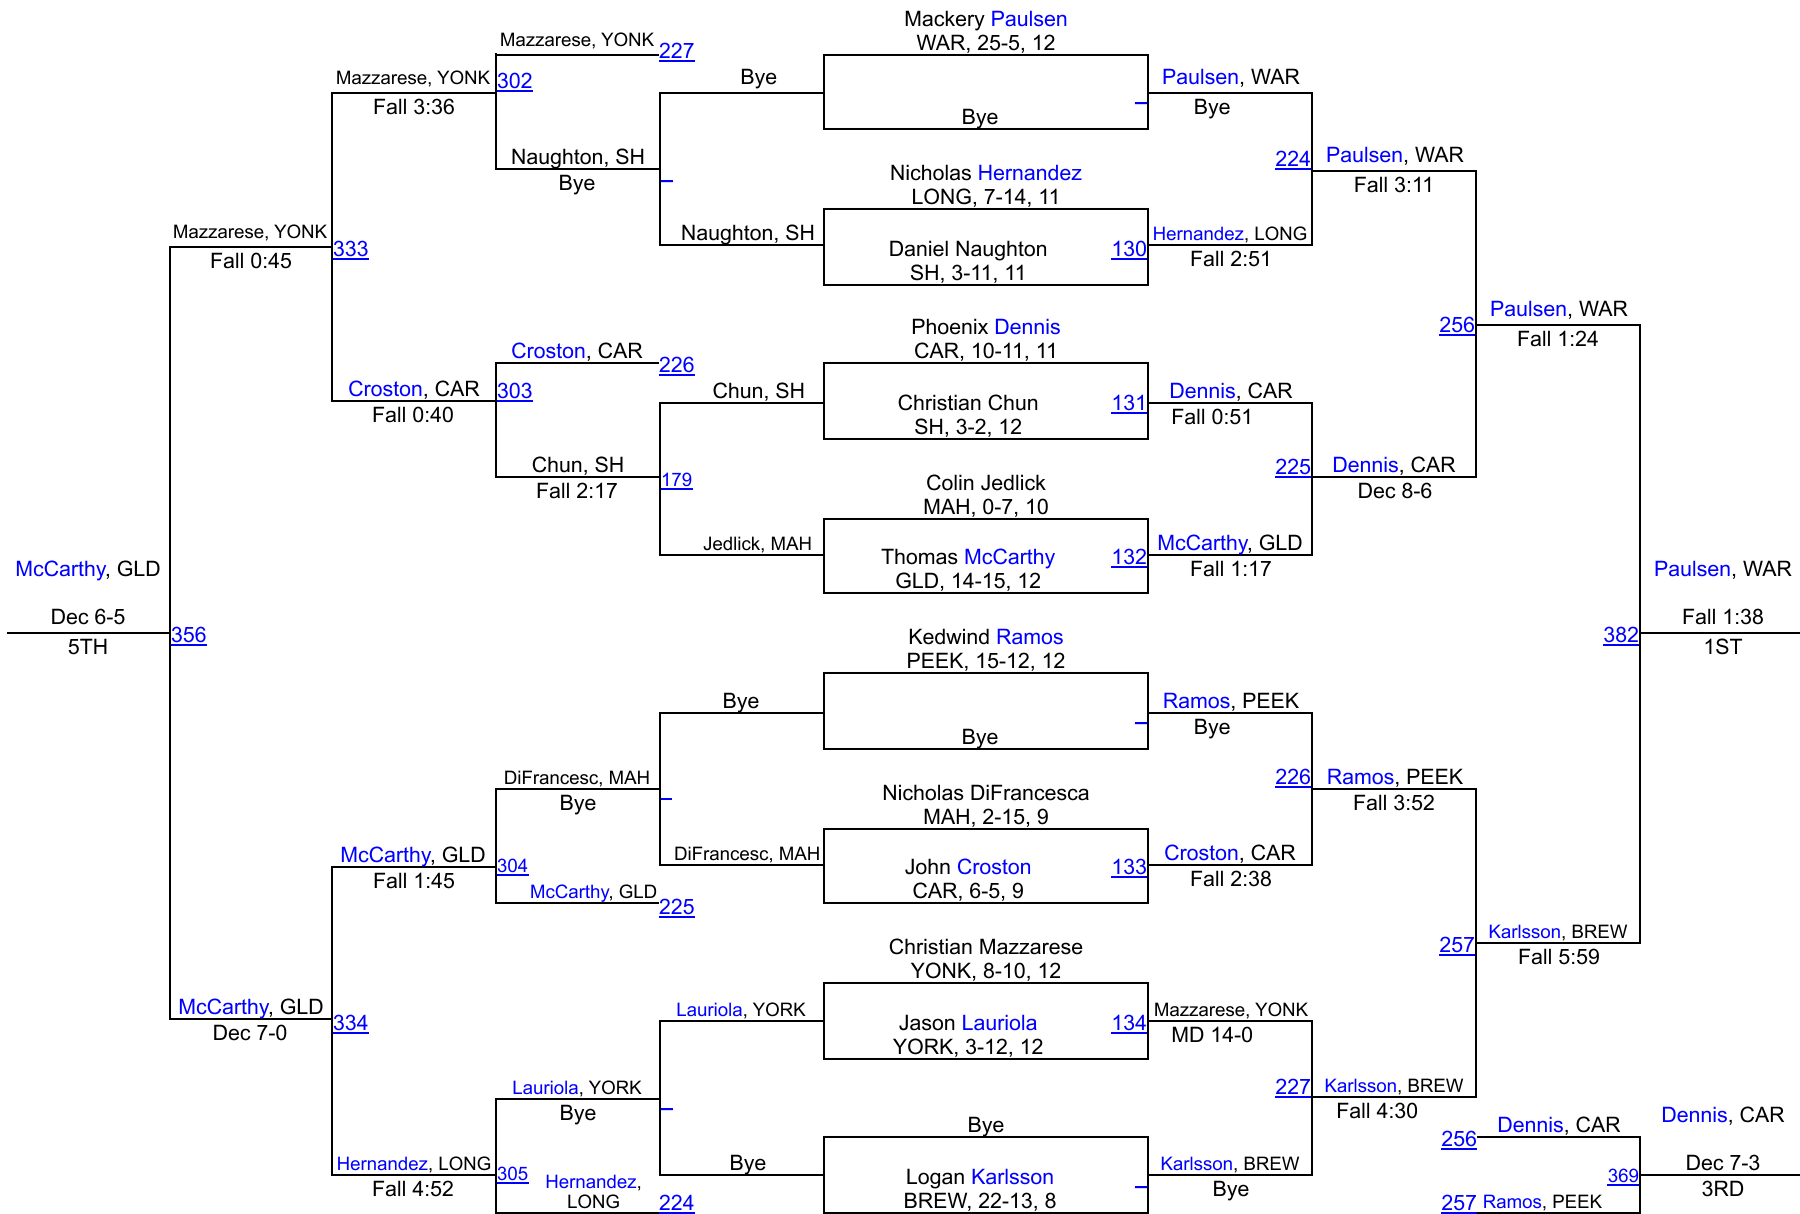 Mackery Paulsen
WAR, 25-5, 12
Bye
Nicholas Hernandez
LONG, 7-14, 11
Daniel Naughton
SH, 3-11, 11
130
Phoenix Dennis
CAR, 10-11, 11
Christian Chun
SH, 3-2, 12
131
Colin Jedlick
MAH, 0-7, 10
Thomas McCarthy
GLD, 14-15, 12
132
Kedwind Ramos
PEEK, 15-12, 12
Bye
Nicholas DiFrancesca
MAH, 2-15, 9
John Croston
CAR, 6-5, 9
133
Christian Mazzarese
YONK, 8-10, 12
Jason Lauriola
YORK, 3-12, 12
134
Bye
Logan Karlsson
BREW, 22-13, 8
Paulsen, WAR
Bye
224
Hernandez, LONG
Fall 2:51
Dennis, CAR
Fall 0:51
225
McCarthy, GLD
Fall 1:17
Ramos, PEEK
Bye
226
Croston, CAR
Fall 2:38
Mazzarese, YONK
MD 14-0
227
Karlsson, BREW
Bye
Paulsen, WAR
Fall 3:11
256
Dennis, CAR
Dec 8-6
Ramos, PEEK
Fall 3:52
257
Karlsson, BREW
Fall 4:30
Paulsen, WAR
Fall 1:24
382
Karlsson, BREW
Fall 5:59
Paulsen, WAR
Fall 1:38
1ST
256
Dennis, CAR
369
257
Ramos, PEEK
Dennis, CAR
Dec 7-3
3RD
Bye
Naughton, SH
Chun, SH
179
Jedlick, MAH
Bye
DiFrancesc, MAH
Lauriola, YORK
Bye
Mazzarese, YONK
227
302
Naughton, SH
Bye
Croston, CAR
226
303
Chun, SH
Fall 2:17
DiFrancesc, MAH
Bye
304
McCarthy, GLD
225
Lauriola, YORK
Bye
305
Hernandez,
LONG
224
Mazzarese, YONK
Fall 3:36
333
Croston, CAR
Fall 0:40
McCarthy, GLD
Fall 1:45
334
Hernandez, LONG
Fall 4:52
Mazzarese, YONK
Fall 0:45
356
McCarthy, GLD
Dec 7-0
McCarthy, GLD
Dec 6-5
5TH